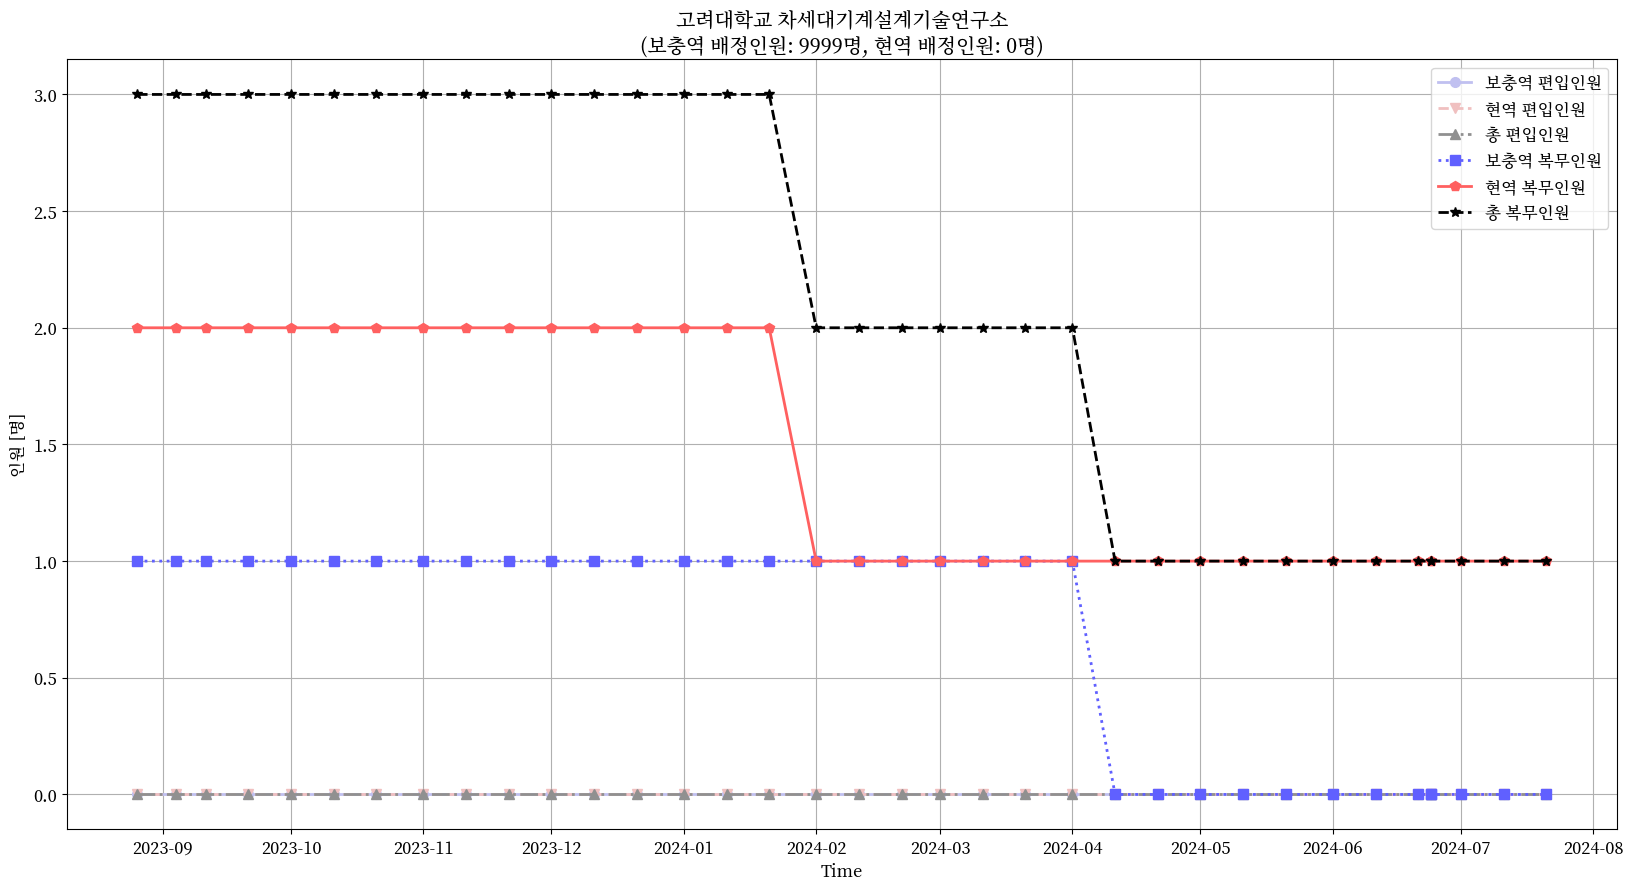 고려대학교 차세대기계설계기술연구소
(보충역 배정인원: 9999명, 현역 배정인원: 0명)
보충역 편입인원
현역 편입인원
총 편입인원
보충역 복무인원
현역 복무인원
총 복무인원
인원 [명]
3.0
2.5
2.0
1.5
1.0
0.5
0.0
2023-09 2023-10 2023-11 2023-12 2024-01 2024-02 2024-03 2024-04 2024-05 2024-06 2024-07 2024-08
Time